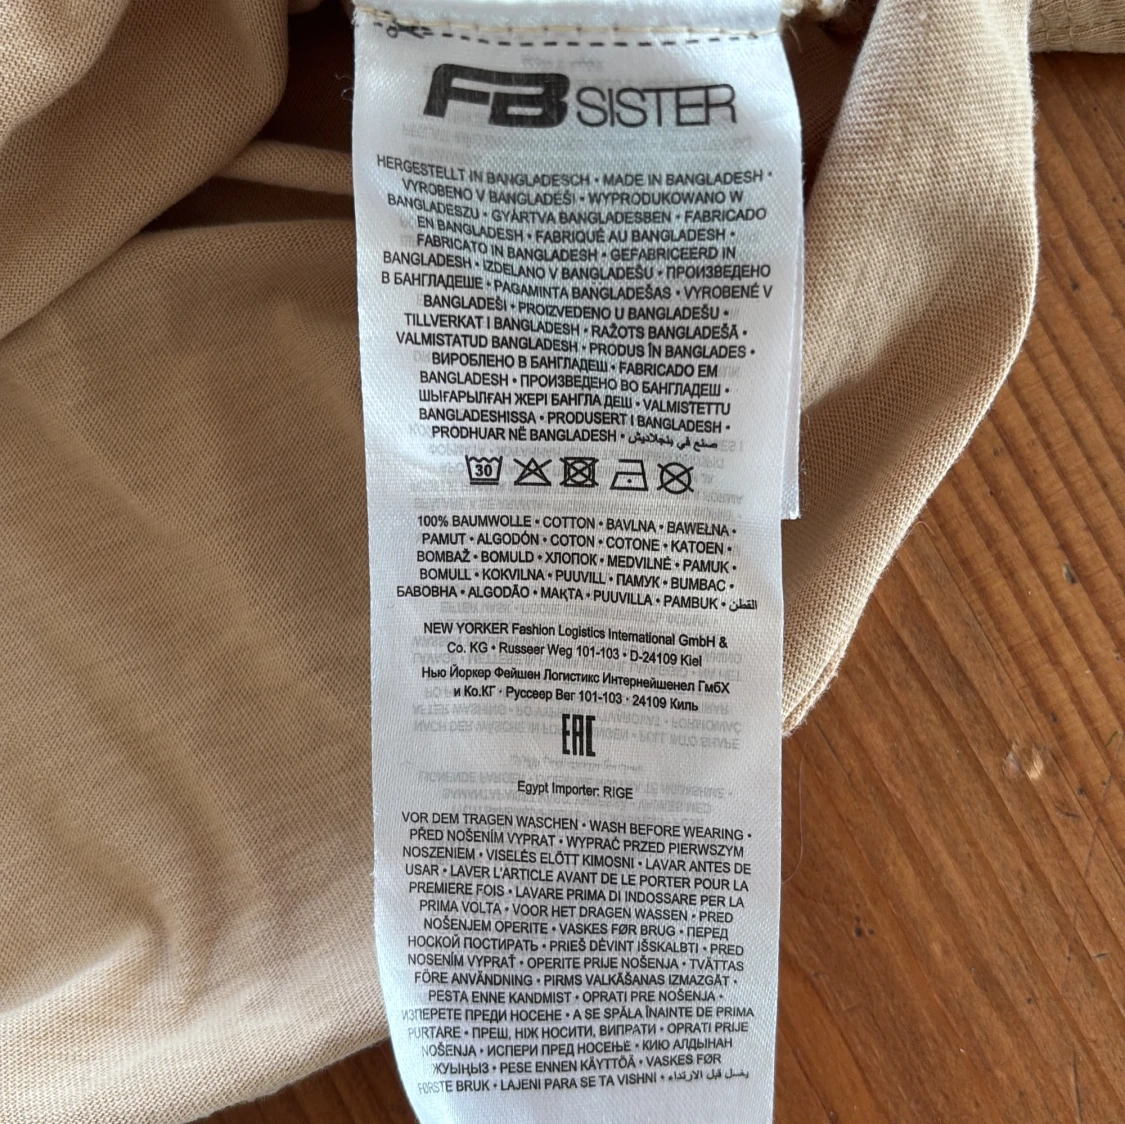 FB SISTER
HERGESTELLT IN BANGLADESCH • MADE IN BANGLADESH •
VYROBENO V BANGLADÉŠI • WYPRODUKOWANO W
BANGLADESZU • GYÁRTVA BANGLADESBEN • FABRICADO
EN BANGLADESH • FABRIQUÉ AU BANGLADESH •
FABRICATO IN BANGLADESH • GEFABRICEERD IN
BANGLADESH • IZDELANO V BANGLADEŠU • ПРОИЗВЕДЕНО
В БАНГЛАДЕШЕ • PAGAMINTA BANGLADEŠAS • VYROBENÉ V
BANGLADEŠI • PROIZVEDENO U BANGLADEŠU •
TILLVERKAT I BANGLADESH • RAŽOTS BANGLADEŠĀ •
VALMISTATUD BANGLADESH • PRODUS ÎN BANGLADES •
ВИРОБЛЕНО В БАНГЛАДЕШ • FABRICADO EM
BANGLADESH • ПРОИЗВЕДЕНО ВО БАНГЛАДЕШ •
ШЫҒАРЫЛҒАН ЖЕРІ БАНГЛА ДЕШ • VALMISTETTU
BANGLADESHISSA • PRODUSERT I BANGLADESH •
PRODHUAR NË BANGLADESH • صنع في بنجلاديش
30
100% BAUMWOLLE • COTTON • BAVLNA • BAWEŁNA •
PAMUT • ALGODÓN • COTON • COTONE • KATOEN •
BOMBAŽ • BOMULD • ХЛОПОК • MEDVILNĖ • PAMUK •
BOMULL • KOKVILNA • PUUVILL • ПАМУК • BUMBAC •
БАВОВНА • ALGODÃO • МАҚТА • PUUVILLA • PAMBUK • القطن
NEW YORKER Fashion Logistics International GmbH &
Co. KG • Russeer Weg 101-103 • D-24109 Kiel
Нью Йоркер Фейшен Логистикс Интернейшенел ГмбХ
и Ко.КГ · Руссеер Вег 101-103 · 24109 Киль
EAC
Egypt Importer: RIGE
VOR DEM TRAGEN WASCHEN • WASH BEFORE WEARING •
PŘED NOŠENÍM VYPRAT • WYPRAĆ PRZED PIERWSZYM
NOSZENIEM • VISELÉS ELŐTT KIMOSNI • LAVAR ANTES DE
USAR • LAVER L'ARTICLE AVANT DE LE PORTER POUR LA
PREMIERE FOIS • LAVARE PRIMA DI INDOSSARE PER LA
PRIMA VOLTA • VOOR HET DRAGEN WASSEN • PRED
NOŠENJEM OPERITE • VASKES FØR BRUG • ПЕРЕД
НОСКОЙ ПОСТИРАТЬ • PRIEŠ DĖVINT IŠSKALBTI • PRED
NOSENÍM VYPRAŤ • OPERITE PRIJE NOŠENJA • TVÄTTAS
FÖRE ANVÄNDNING • PIRMS VALKĀŠANAS IZMAZGĀT •
PESTA ENNE KANDMIST • OPRATI PRE NOŠENJA •
ИЗПЕРЕТЕ ПРЕДИ НОСЕНЕ • A SE SPĂLA ÎNAINTE DE PRIMA
PURTARE • ПРЕШ, НІЖ НОСИТИ, ВИПРАТИ • OPRATI PRIJE
NOŠENJA • ИСПЕРИ ПРЕД НОСЕЊЕ • КИЮ АЛДЫНАН
ЖУЫҢЫЗ • PESE ENNEN KÄYTTÖÄ • VASKES FØR
FØRSTE BRUK • LAJENI PARA SE TA VISHNI • يغسل قبل الارتداء •